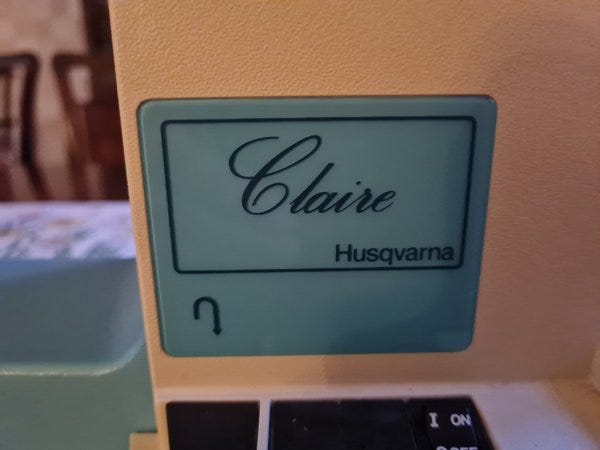 Claire
Husqvarna
I ON